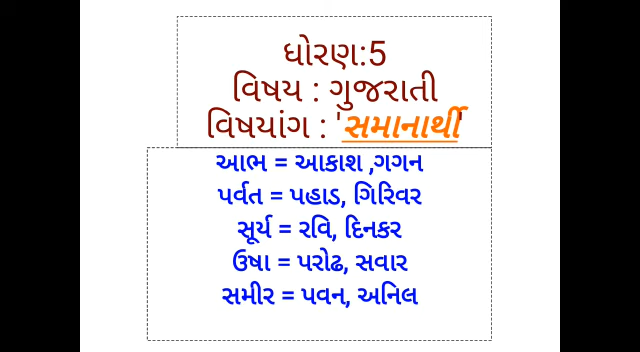 ધોરણ:5
વિષય : ગુજરાતી
વિષયાંગ : 'સમાનાર્થી'
આભ = આકાશ ,ગગન
પર્વત = પહાડ, ગિરિવર
સૂર્ય = રવિ, દિનકર
ઉષા = પરોઢ, સવાર
સમીર = પવન, અનિલ